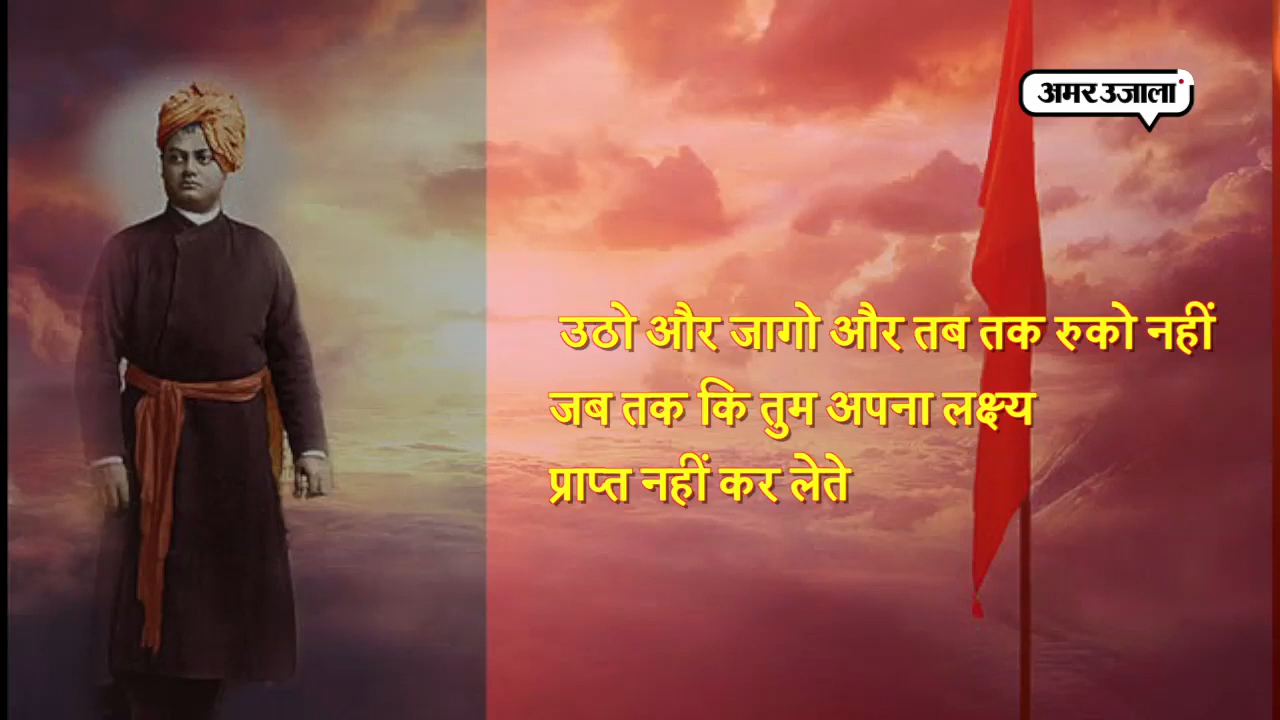 अमर उजाला
उठो और जागो और तब तक रुको नहीं
जब तक कि तुम अपना लक्ष्य
प्राप्त नहीं कर लेते